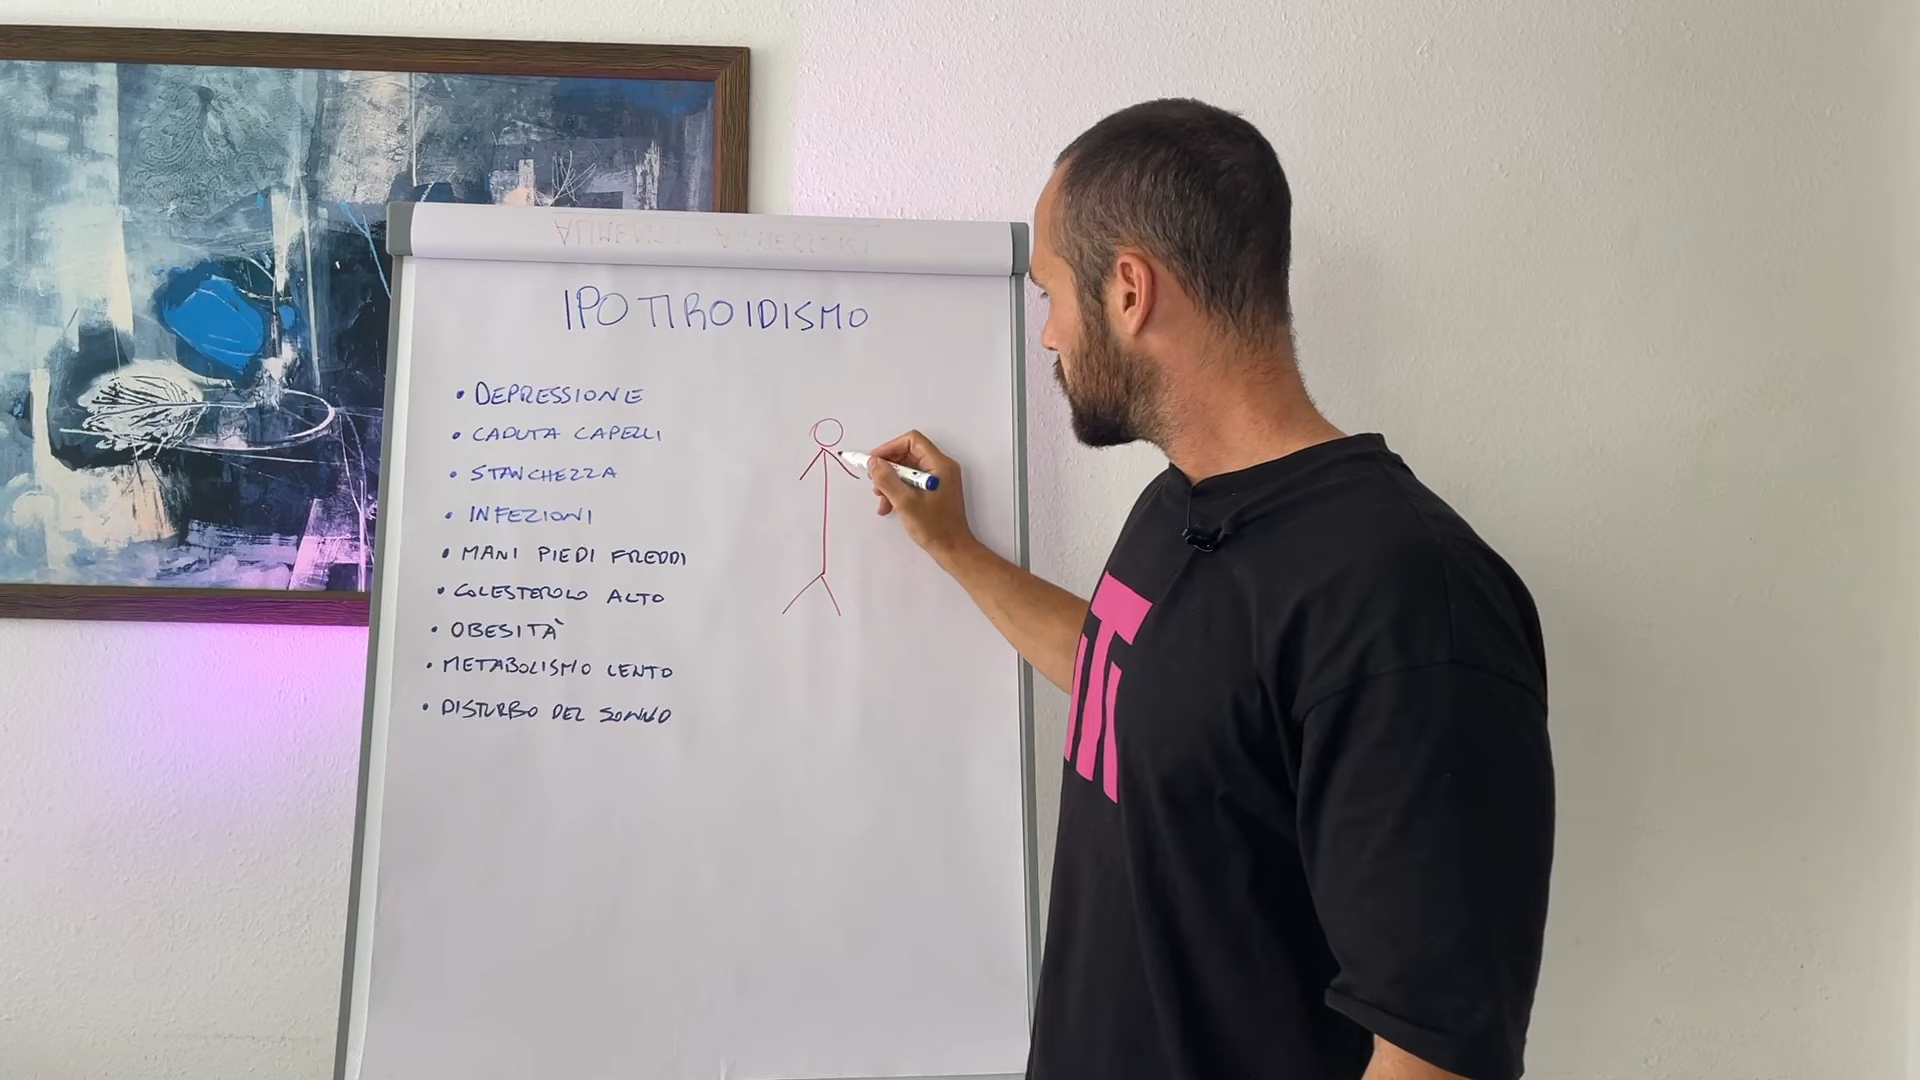 IPOTIROIDISMO
• DEPRESSIONE
• CADUTA CAPELLI
• STANCHEZZA
• INFEZIONI
• MANI PIEDI FREDDI
• COLESTEROLO ALTO
• OBESITÀ
• METABOLISMO LENTO
• DISTURBO DEL SONNO